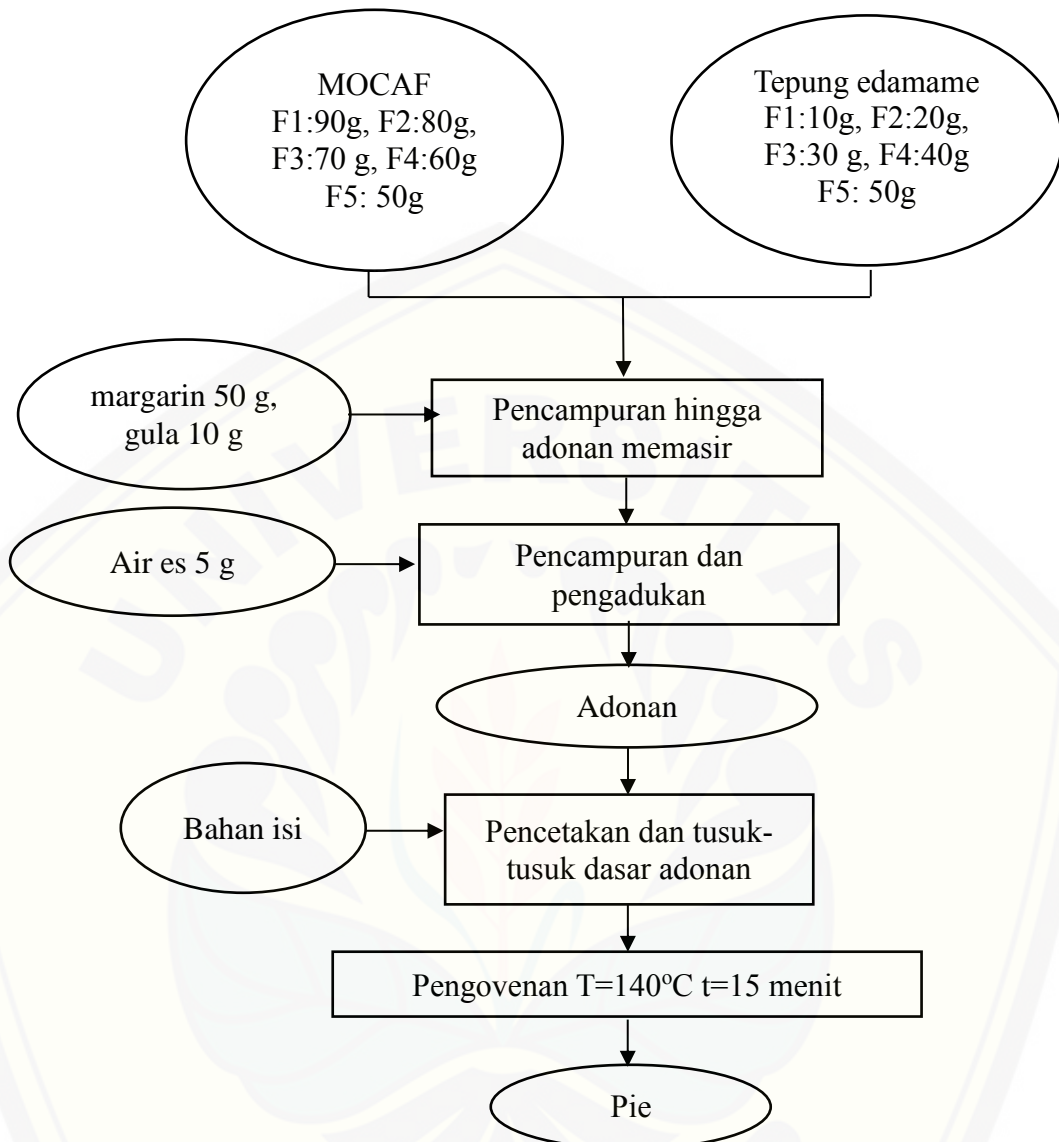 MOCAF
F1:90g, F2:80g,
F3:70 g, F4:60g
F5: 50g
Tepung edamame
F1:10g, F2:20g,
F3:30 g, F4:40g
F5: 50g
margarin 50 g,
gula 10 g
Pencampuran hingga
adonan memasir
Air es 5 g
Pencampuran dan
pengadukan
Adonan
Bahan isi
Pencetakan dan tusuk-
tusuk dasar adonan
Pengovenan T=140ºC t=15 menit
Pie
UNIVERSITAS